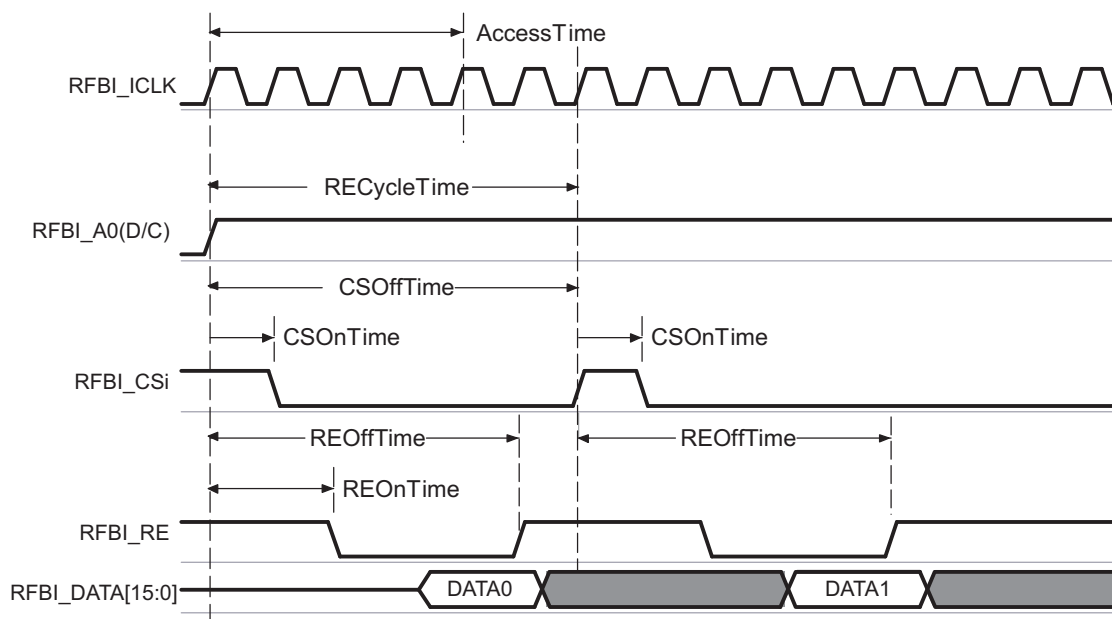 AccessTime
RFBI_ICLK
RECycleTime
RFBI_A0(D/C)
CSOffTime
CSOnTime
CSOnTime
RFBI_CSi
REOffTime
REOffTime
REOnTime
RFBI_RE
RFBI_DATA[15:0]
DATA0
DATA1